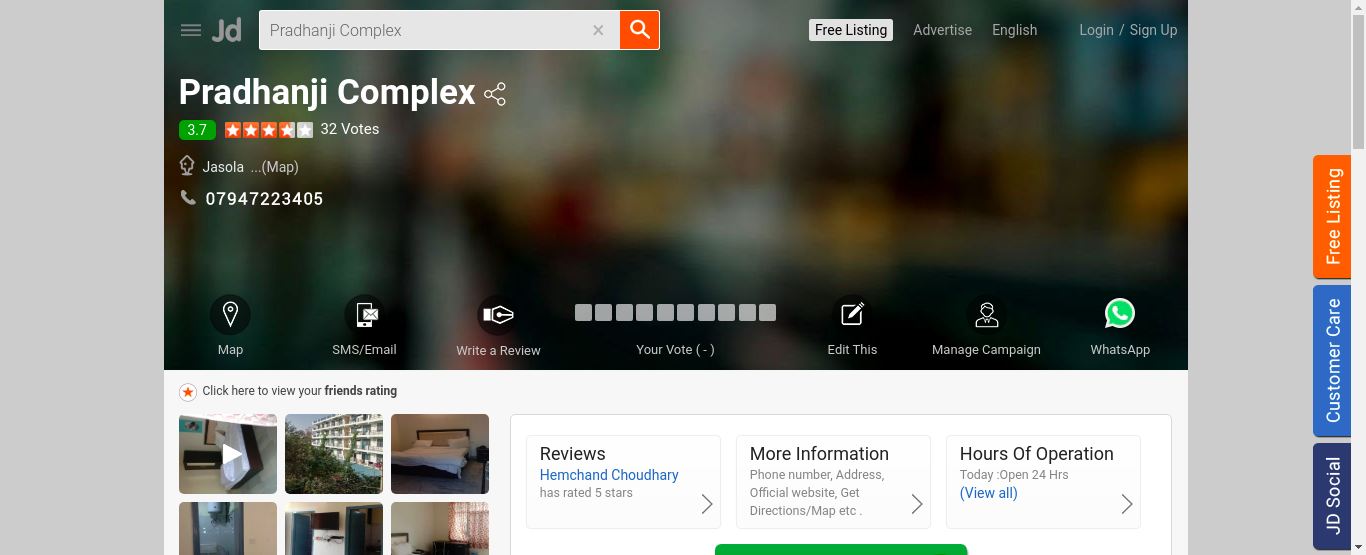 Jd
Pradhanji Complex
Free Listing
Advertise
English
Login / Sign Up
Pradhanji Complex
3.7
32 Votes
Jasola ...(Map)
07947223405
Map
SMS/Email
Write a Review
Your Vote ( - )
Edit This
Manage Campaign
WhatsApp
Click here to view your friends rating
Reviews
Hemchand Choudhary
has rated 5 stars
More Information
Phone number, Address,
Official website, Get
Directions/Map etc .
Hours Of Operation
Today :Open 24 Hrs
(View all)
Free Listing
Customer Care
JD Social